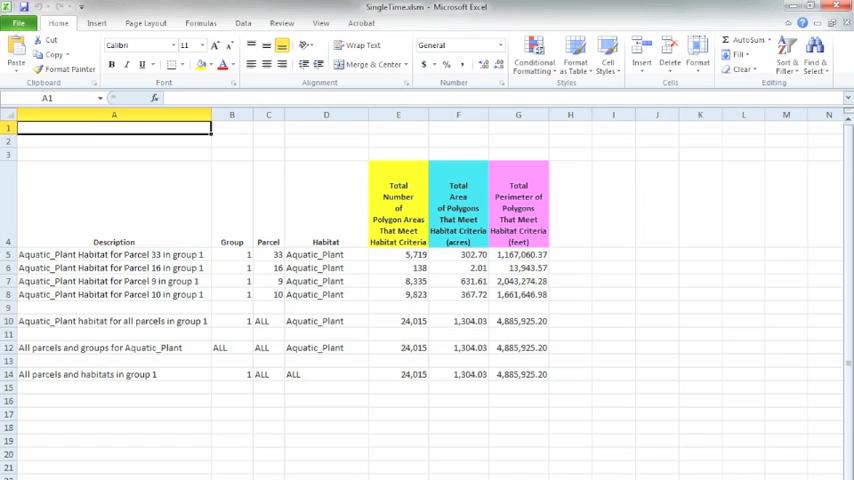 SingleTime.xlsm - Microsoft Excel
File Home Insert Page Layout Formulas Data Review View Acrobat
Paste
Cut
Copy
Format Painter
Clipboard
Calibri 11
B I U
Font
Wrap Text
Merge & Center
Alignment
General
$ % ,
Number
Conditional Formatting
Format as Table
Cell Styles
Styles
Insert Delete Format
Cells
AutoSum
Fill
Clear
Sort & Filter
Find & Select
Editing
A1 fx
A B C D E F G H I J K L M N
1
2
3
4 Description Group Parcel Habitat
Total Number of Polygon Areas That Meet Habitat Criteria
Total Area of Polygons That Meet Habitat Criteria (acres)
Total Perimeter of Polygons That Meet Habitat Criteria (feet)
5 Aquatic_Plant Habitat for Parcel 33 in group 1 1 33 Aquatic_Plant 5,719 302.70 1,167,060.37
6 Aquatic_Plant Habitat for Parcel 16 in group 1 1 16 Aquatic_Plant 138 2.01 13,943.57
7 Aquatic_Plant Habitat for Parcel 9 in group 1 1 9 Aquatic_Plant 8,335 631.61 2,043,274.28
8 Aquatic_Plant Habitat for Parcel 10 in group 1 1 10 Aquatic_Plant 9,823 367.72 1,661,646.98
9
10 Aquatic_Plant habitat for all parcels in group 1 1 ALL Aquatic_Plant 24,015 1,304.03 4,885,925.20
11
12 All parcels and groups for Aquatic_Plant ALL ALL Aquatic_Plant 24,015 1,304.03 4,885,925.20
13
14 All parcels and habitats in group 1 1 ALL ALL 24,015 1,304.03 4,885,925.20
15
16
17
18
19
20
21